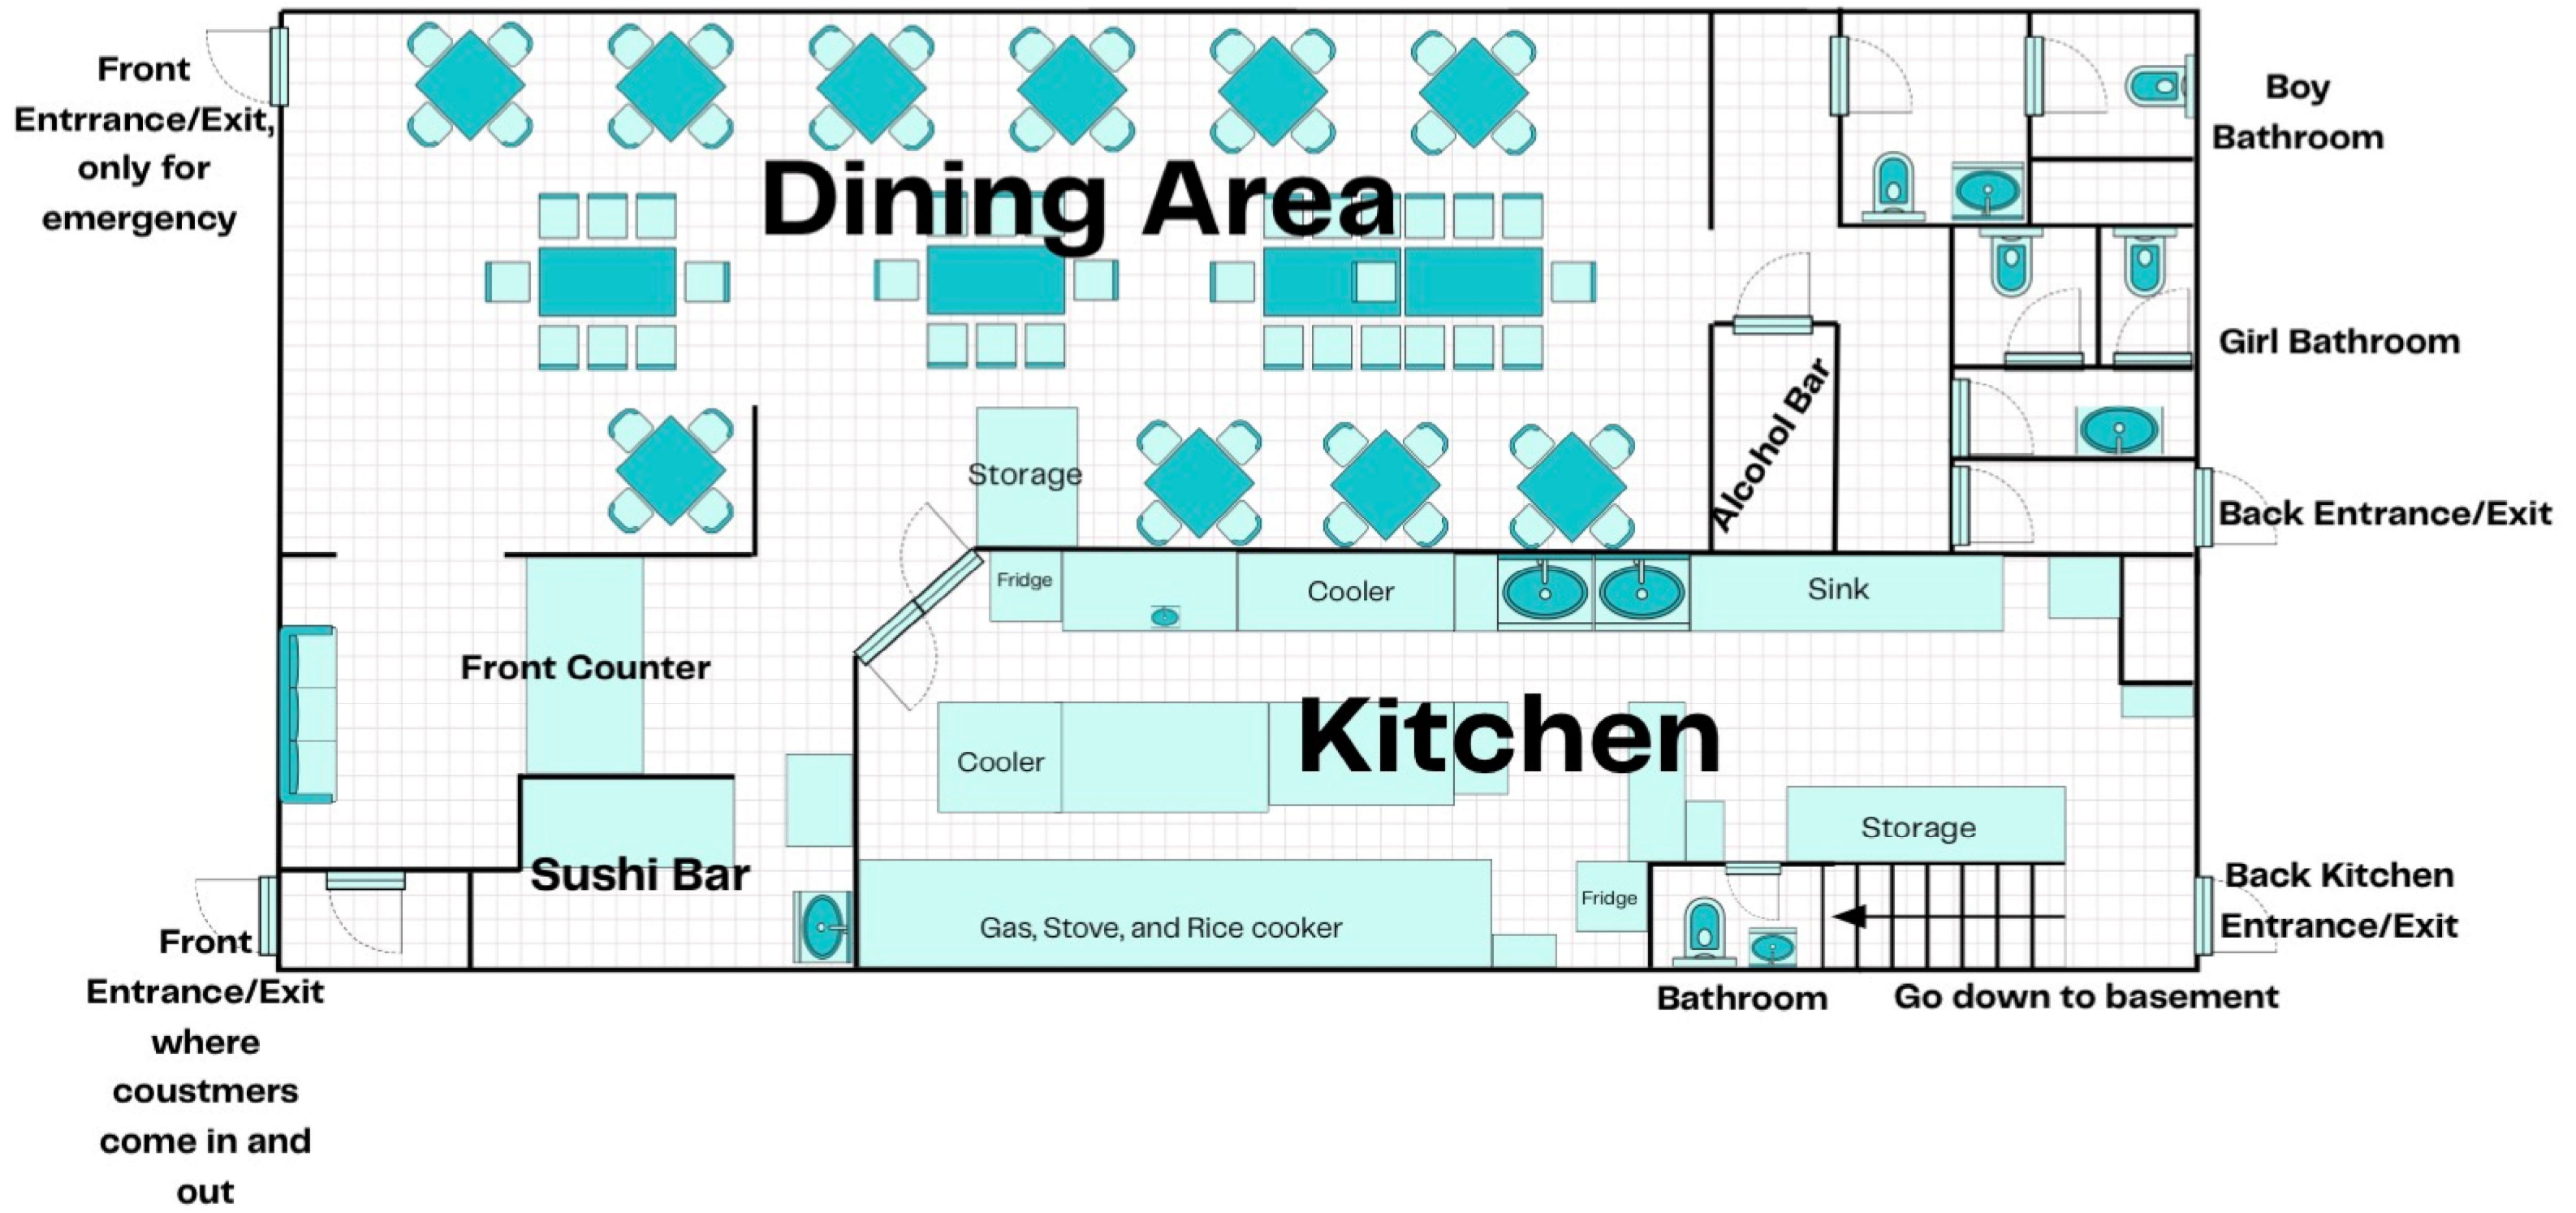 Front
Entrrance/Exit,
only for
emergency
Boy
Bathroom
Dining Area
Girl Bathroom
Alcohol Bar
Storage
Back Entrance/Exit
Fridge
Cooler
Sink
Front Counter
Kitchen
Cooler
Storage
Sushi Bar
Back Kitchen
Entrance/Exit
Fridge
Gas, Stove, and Rice cooker
Front
Entrance/Exit
where
coustmers
come in and
out
Bathroom
Go down to basement